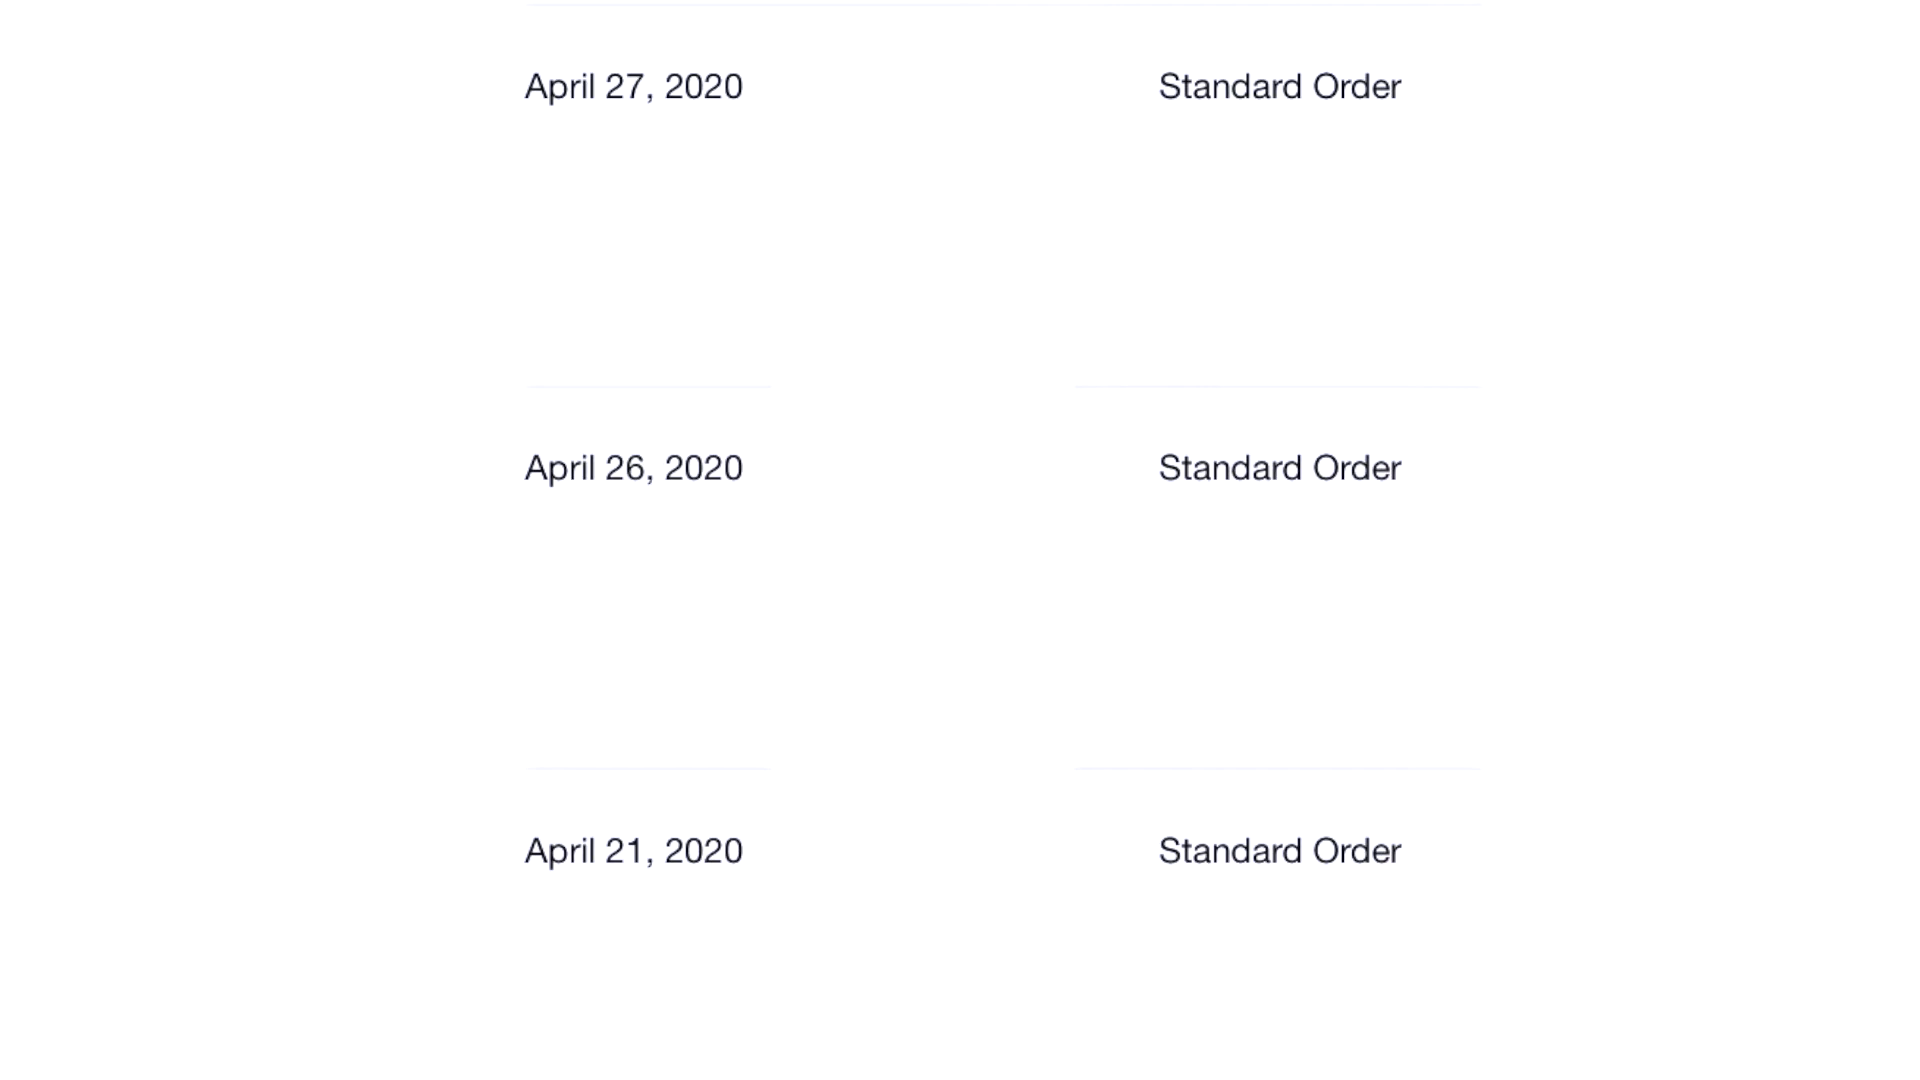 April 27, 2020 Standard Order
April 26, 2020 Standard Order
April 21, 2020 Standard Order